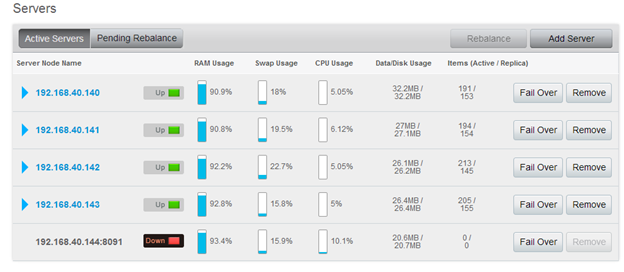 Servers
Active Servers Pending Rebalance Rebalance Add Server
Server Node Name RAM Usage Swap Usage CPU Usage Data/Disk Usage Items (Active / Replica)
192.168.40.140 Up 90.9% 18% 5.05% 32.2MB / 191 / Fail Over Remove
32.2MB 153
192.168.40.141 Up 90.8% 19.5% 6.12% 27MB / 194 / Fail Over Remove
27.1MB 154
192.168.40.142 Up 92.2% 22.7% 5.05% 26.1MB / 213 / Fail Over Remove
26.2MB 145
192.168.40.143 Up 92.8% 15.8% 5% 26.4MB / 205 / Fail Over Remove
26.4MB 155
192.168.40.144:8091 Down 93.4% 15.9% 10.1% 20.6MB / 0 / Fail Over Remove
20.7MB 0